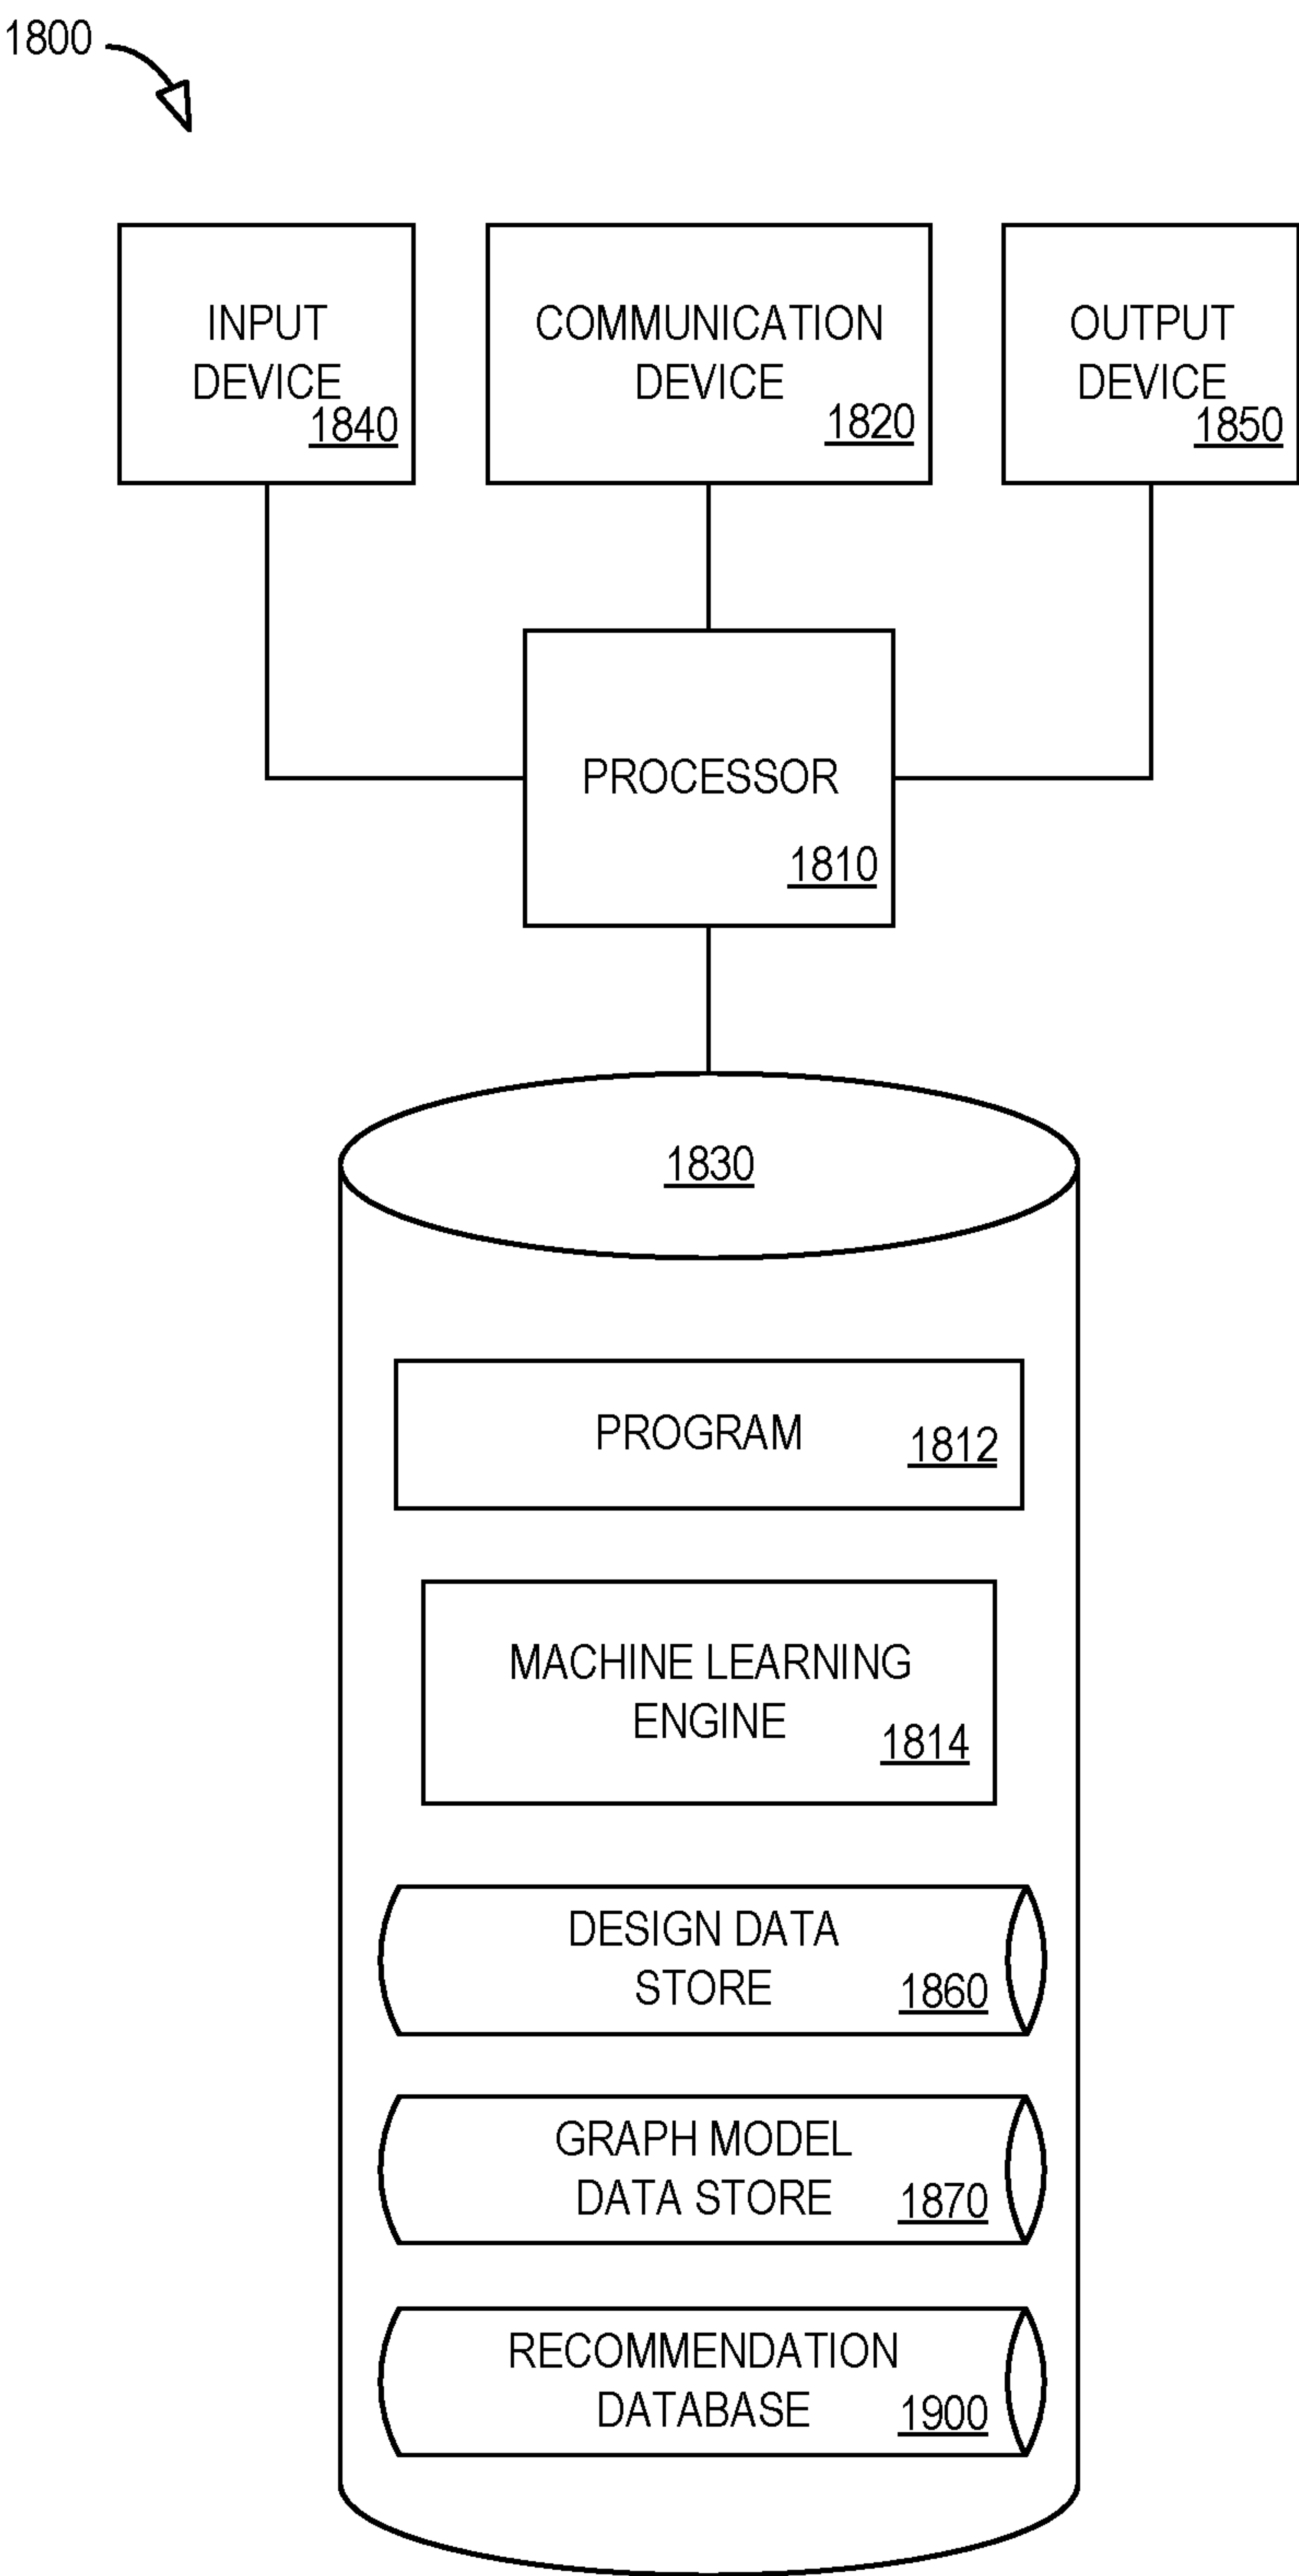 1800
INPUT
DEVICE
1840
COMMUNICATION
DEVICE
1820
OUTPUT
DEVICE
1850
PROCESSOR
1810
1830
PROGRAM
1812
MACHINE LEARNING
ENGINE
1814
DESIGN DATA
STORE
1860
GRAPH MODEL
DATA STORE
1870
RECOMMENDATION
DATABASE
1900